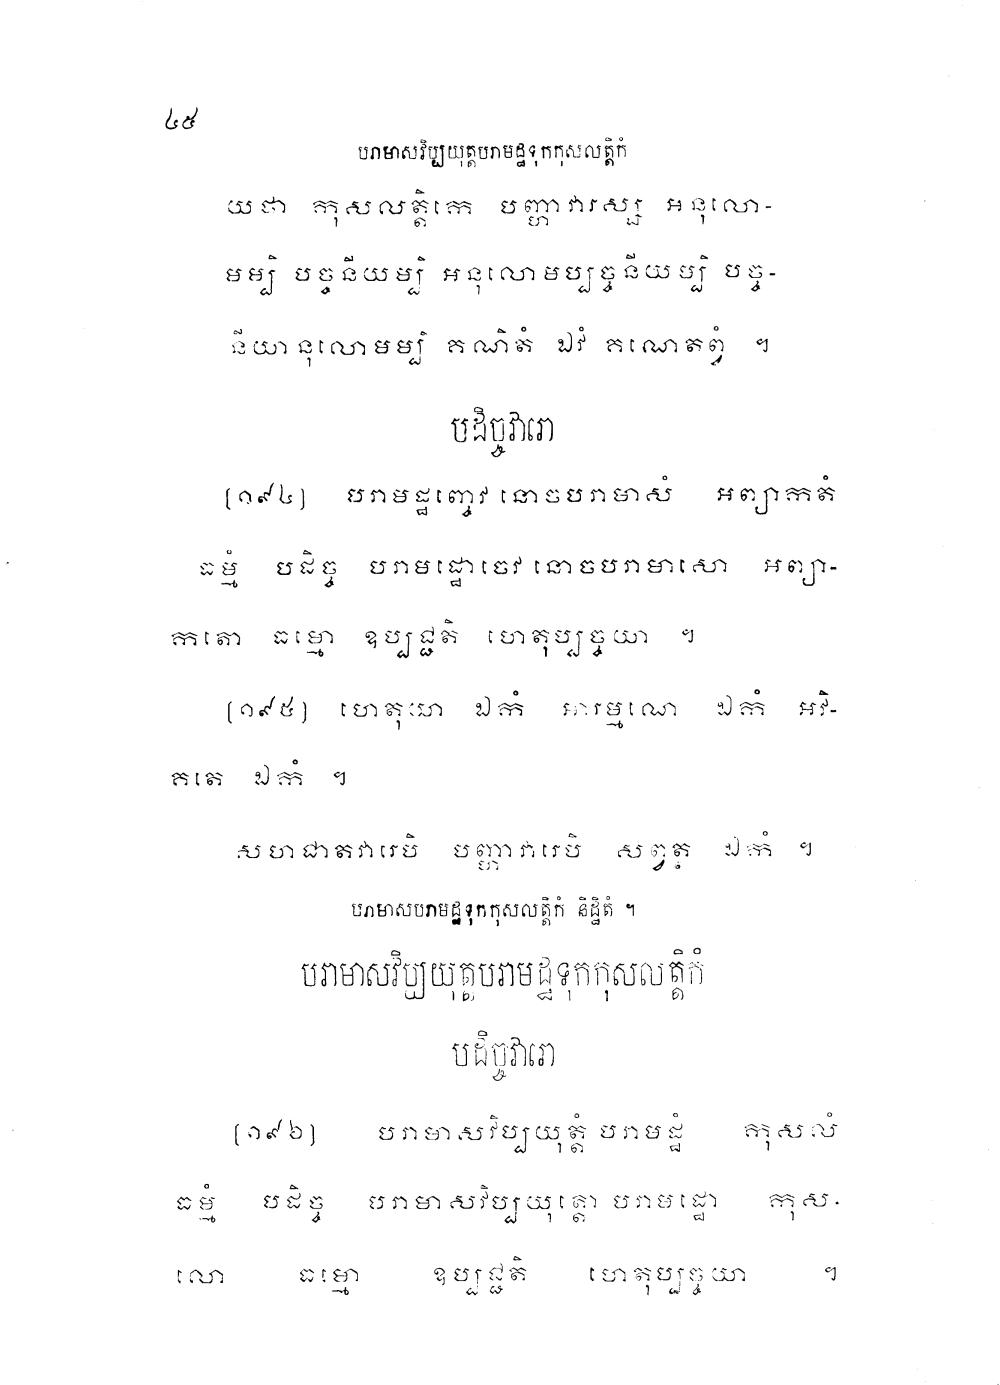 ៤៥
បរាមាសវិប្បយុត្តបរាមដ្ឋទុកកុសលត្តិកំ
យថា កុសលត្តិកេ បញ្ហាវារស្ស អនុលោ-
មម្បិ បច្ចនីយម្បិ អនុលោមប្បច្ចនីយម្បិ បច្ច-
នីយានុលោមម្បិ គណិតំ ឯវំ គណេតព្វំ ។
បដិច្ចវារោ
[១៩៤] បរាមដ្ឋញ្ចេវ នោចបរាមាសំ អព្យាកតំ
ធម្មំ បដិច្ច បរាមដ្ឋោចេវ នោចបរាមាសោ អព្យា-
កតោ ធម្មោ ឧប្បជ្ជតិ ហេតុប្បច្ចយា ។
[១៩៥] ហេតុយា ឯកំ អារម្មណេ ឯកំ អវិ-
គតេ ឯកំ ។
សហជាតវារេបិ បញ្ហាវារេបិ សព្វត្ថ ឯកំ ។
បរាមាសបរាមដ្ឋទុកកុសលត្តិកំ និដ្ឋិតំ ។
បរាមាសវិប្បយុត្តបរាមដ្ឋទុកកុសលត្តិកំ
បដិច្ចវារោ
[១៩៦] បរាមាសវិប្បយុត្តំ បរាមដ្ឋំ កុសលំ
ធម្មំ បដិច្ច បរាមាសវិប្បយុត្តោ បរាមដ្ឋោ កុស-
លោ ធម្មោ ឧប្បជ្ជតិ ហេតុប្បច្ចយា ។